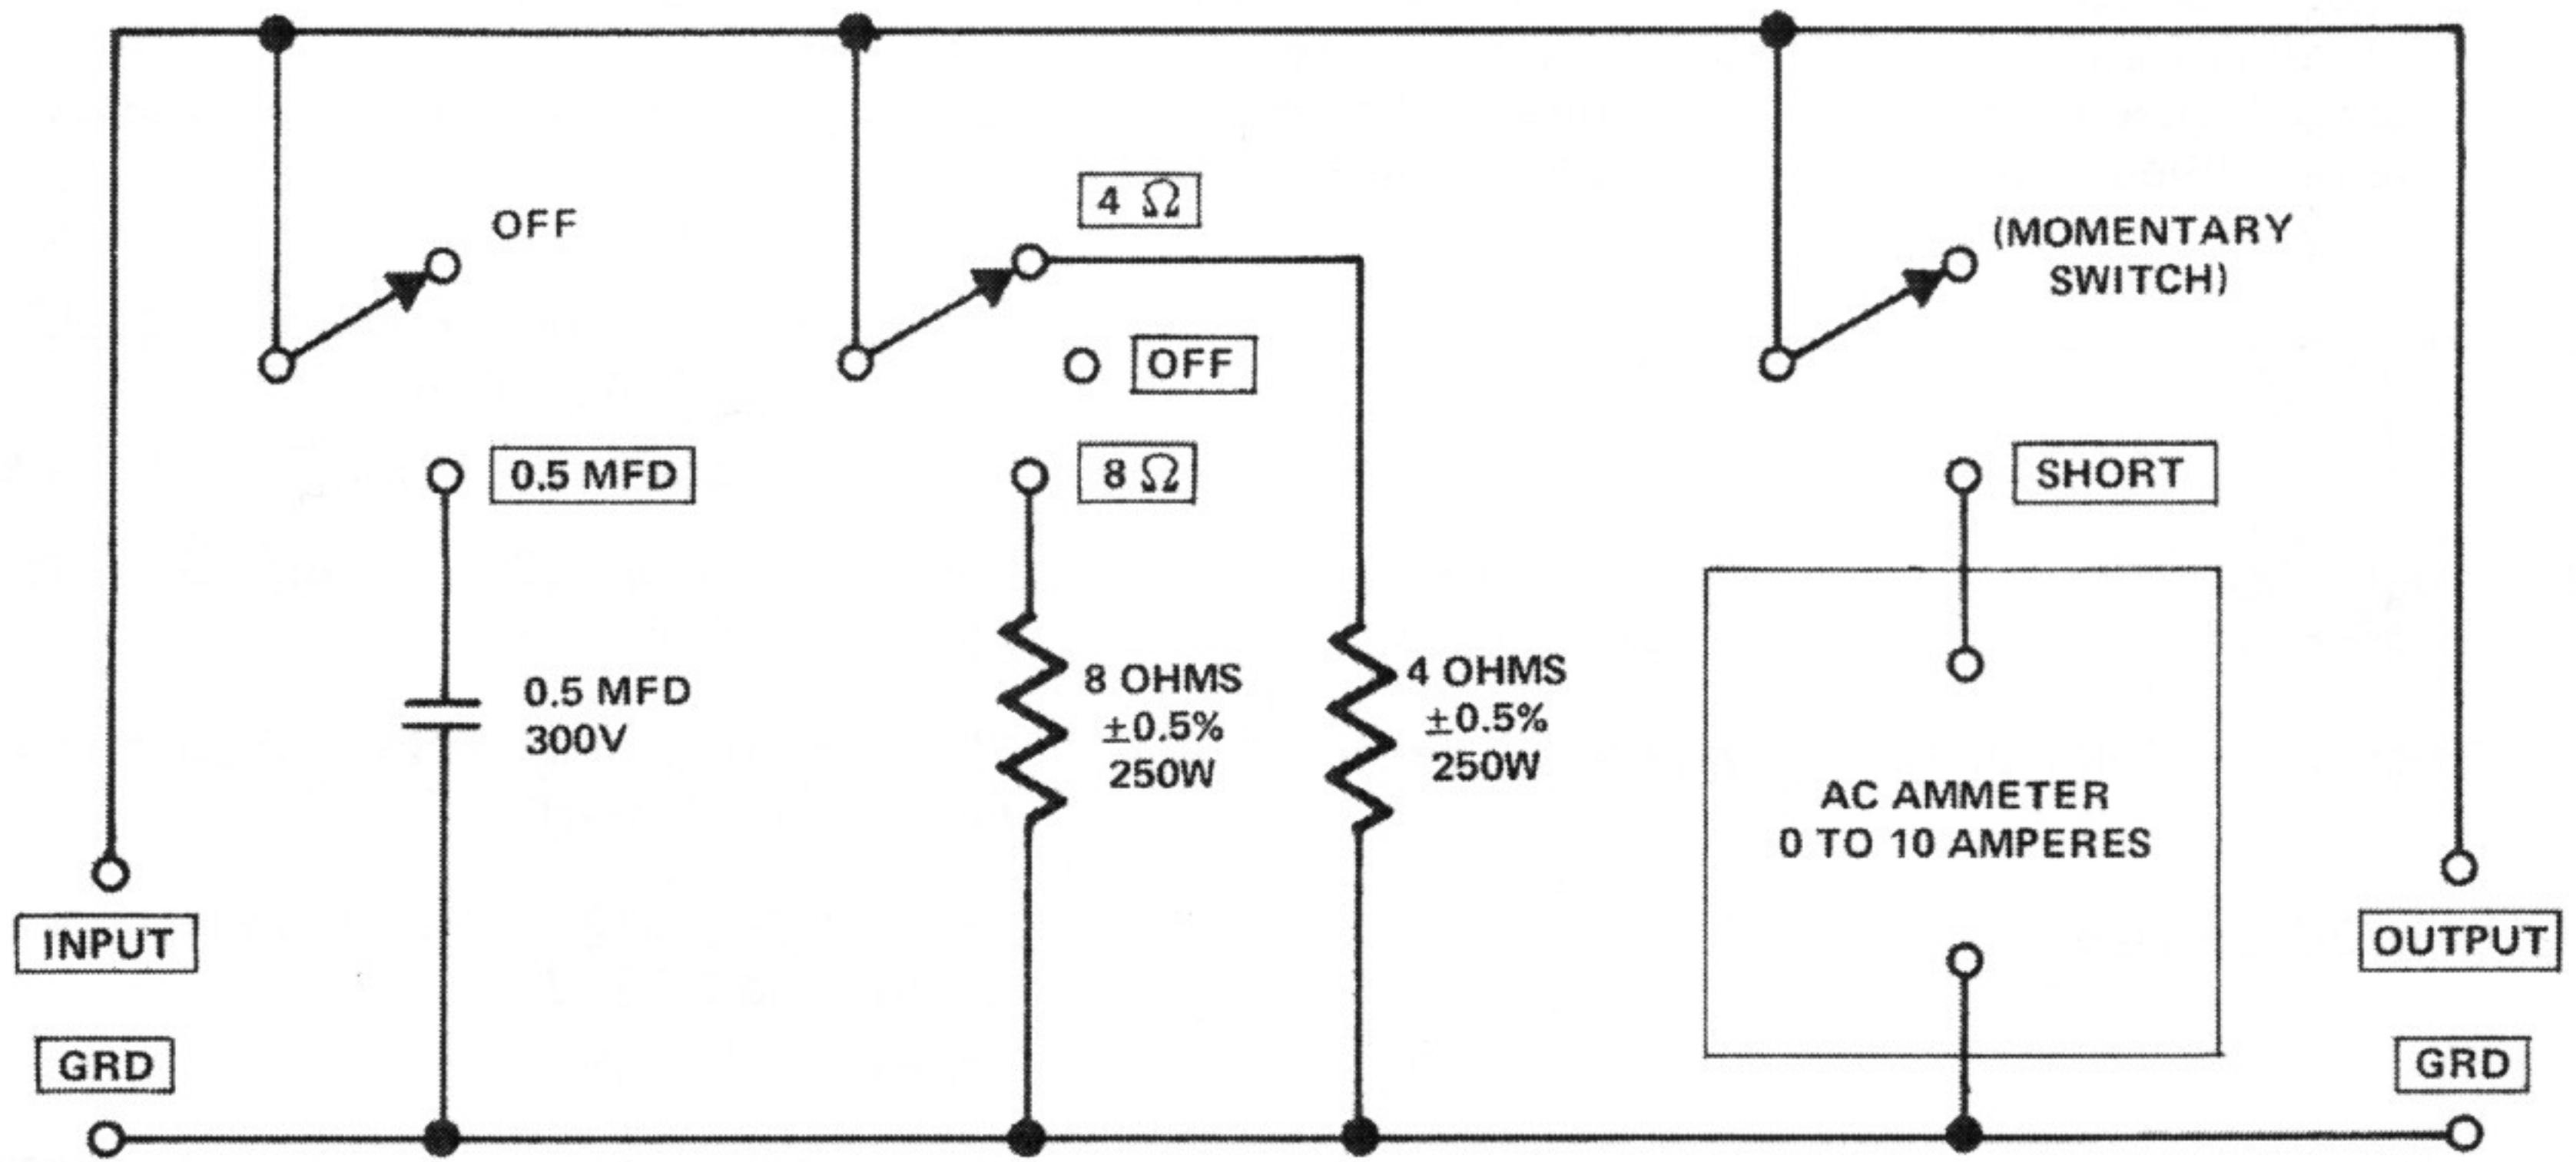 OFF
0.5 MFD
0.5 MFD
300V
4 Ω
OFF
8 Ω
8 OHMS
±0.5%
250W
4 OHMS
±0.5%
250W
(MOMENTARY
SWITCH)
SHORT
AC AMMETER
0 TO 10 AMPERES
INPUT
GRD
OUTPUT
GRD